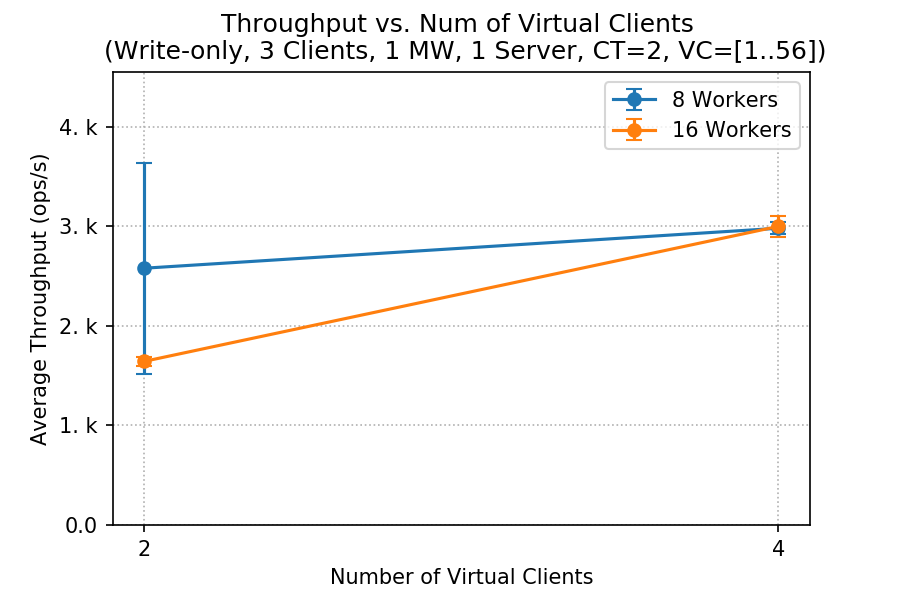 Throughput vs. Num of Virtual Clients
(Write-only, 3 Clients, 1 MW, 1 Server, CT=2, VC=[1..56])
8 Workers
16 Workers
Average Throughput (ops/s)
4. k
3. k
2. k
1. k
0.0
2
4
Number of Virtual Clients